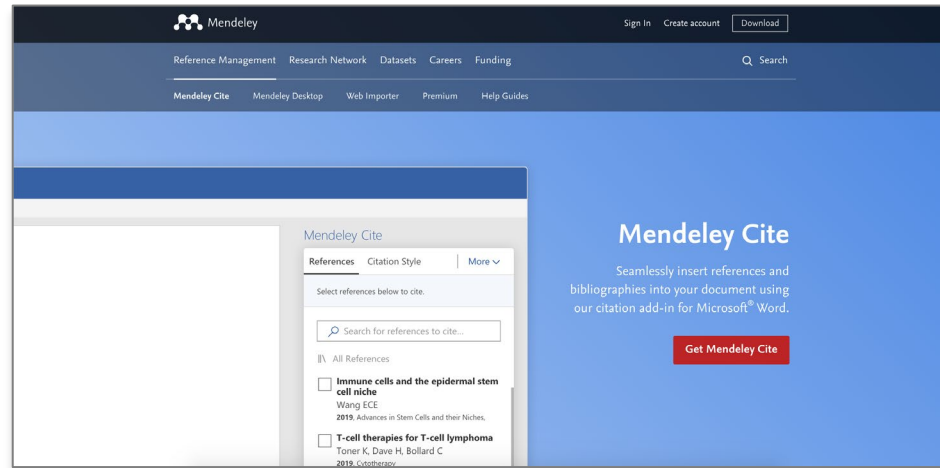 Mendeley
Sign In Create account Download
Reference Management Research Network Datasets Careers Funding Search
Mendeley Cite Mendeley Desktop Web Importer Premium Help Guides
Mendeley Cite
References Citation Style More
Select references below to cite.
Search for references to cite...
All References
Immune cells and the epidermal stem
cell niche
Wang ECE
2019, Advances in Stem Cells and their Niches,
T-cell therapies for T-cell lymphoma
Toner K, Dave H, Bollard C
2019, Cytotherapy
Mendeley Cite
Seamlessly insert references and
bibliographies into your document using
our citation add-in for Microsoft® Word.
Get Mendeley Cite